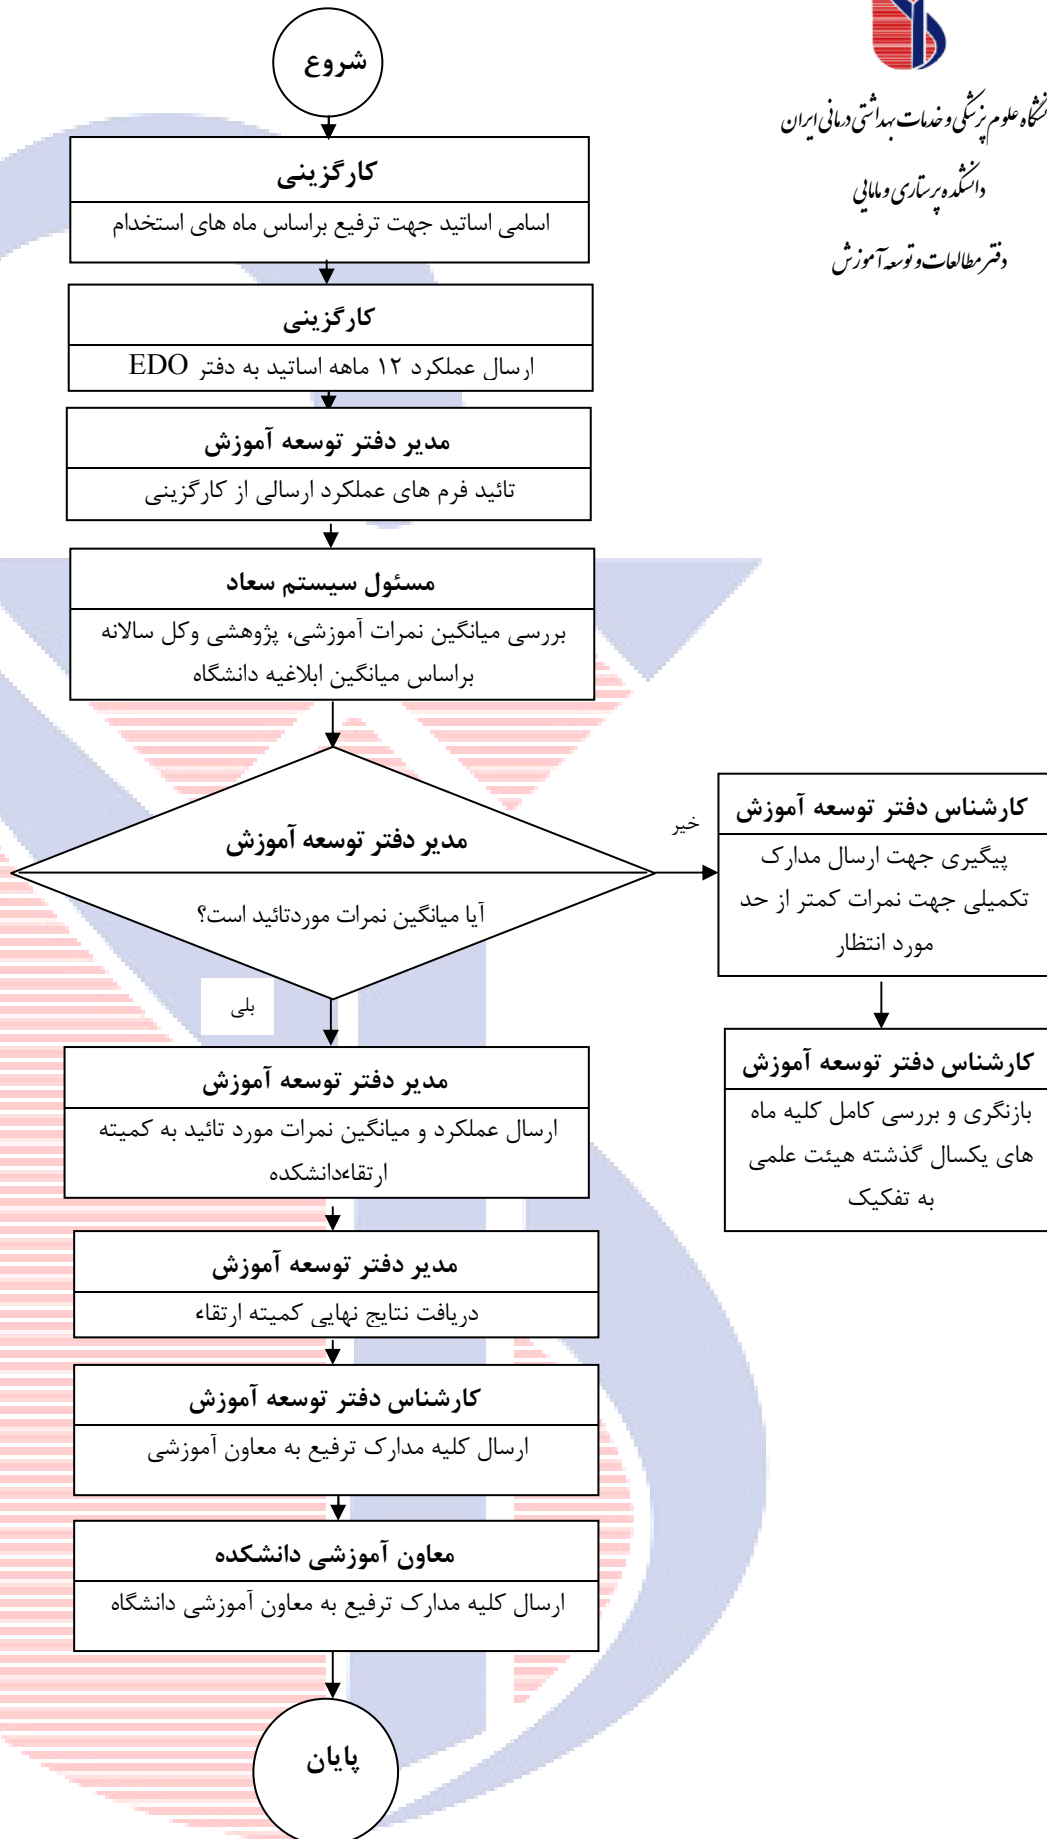 شروع
نشگاه علوم پزشکی و خدمات بهداشتی درمانی ایران
دانشکده پرستاری و مامایی
دفتر مطالعات و توسعه آموزش
کارگزینی
اسامی اساتید جهت ترفیع براساس ماه های استخدام
کارگزینی
ارسال عملکرد ۱۲ ماهه اساتید به دفتر EDO
مدیر دفتر توسعه آموزش
تائید فرم های عملکرد ارسالی از کارگزینی
مسئول سیستم سعاد
بررسی میانگین نمرات آموزشی، پژوهشی وکل سالانه
براساس میانگین ابلاغیه دانشگاه
مدیر دفتر توسعه آموزش
آیا میانگین نمرات موردتائید است؟
خیر
کارشناس دفتر توسعه آموزش
پیگیری جهت ارسال مدارک
تکمیلی جهت نمرات کمتر از حد
مورد انتظار
کارشناس دفتر توسعه آموزش
بازنگری و بررسی کامل کلیه ماه
های یکسال گذشته هیئت علمی
به تفکیک
بلی
مدیر دفتر توسعه آموزش
ارسال عملکرد و میانگین نمرات مورد تائید به کمیته
ارتقاءدانشکده
مدیر دفتر توسعه آموزش
دریافت نتایج نهایی کمیته ارتقاء
کارشناس دفتر توسعه آموزش
ارسال کلیه مدارک ترفیع به معاون آموزشی
معاون آموزشی دانشکده
ارسال کلیه مدارک ترفیع به معاون آموزشی دانشگاه
پایان